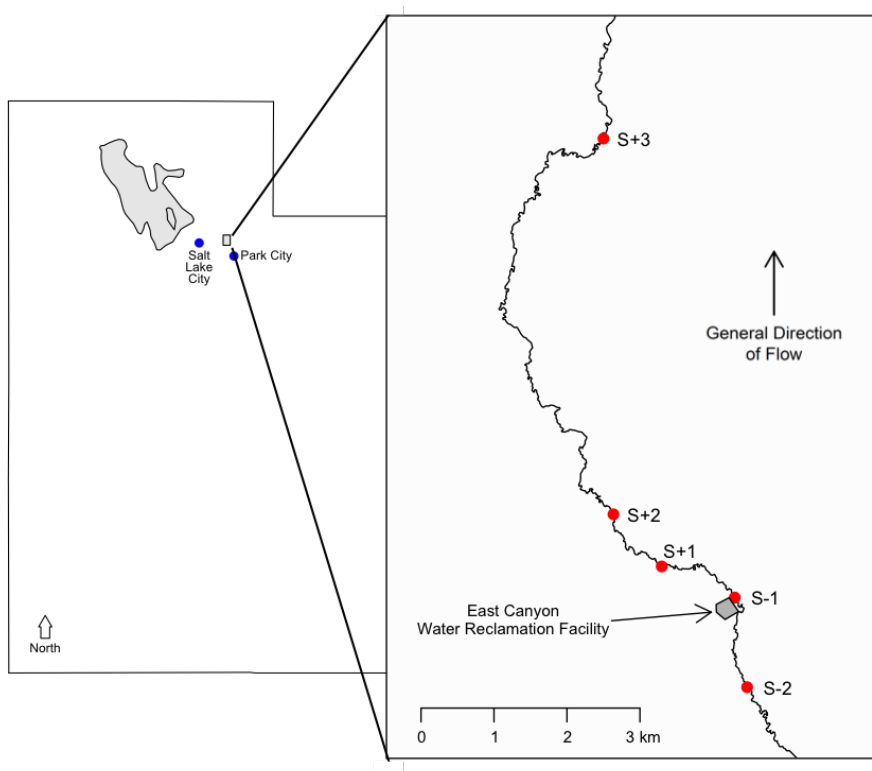 Salt
Lake
City
Park City
North
S+3
General Direction
of Flow
S+2
S+1
S-1
East Canyon
Water Reclamation Facility
S-2
0 1 2 3 km